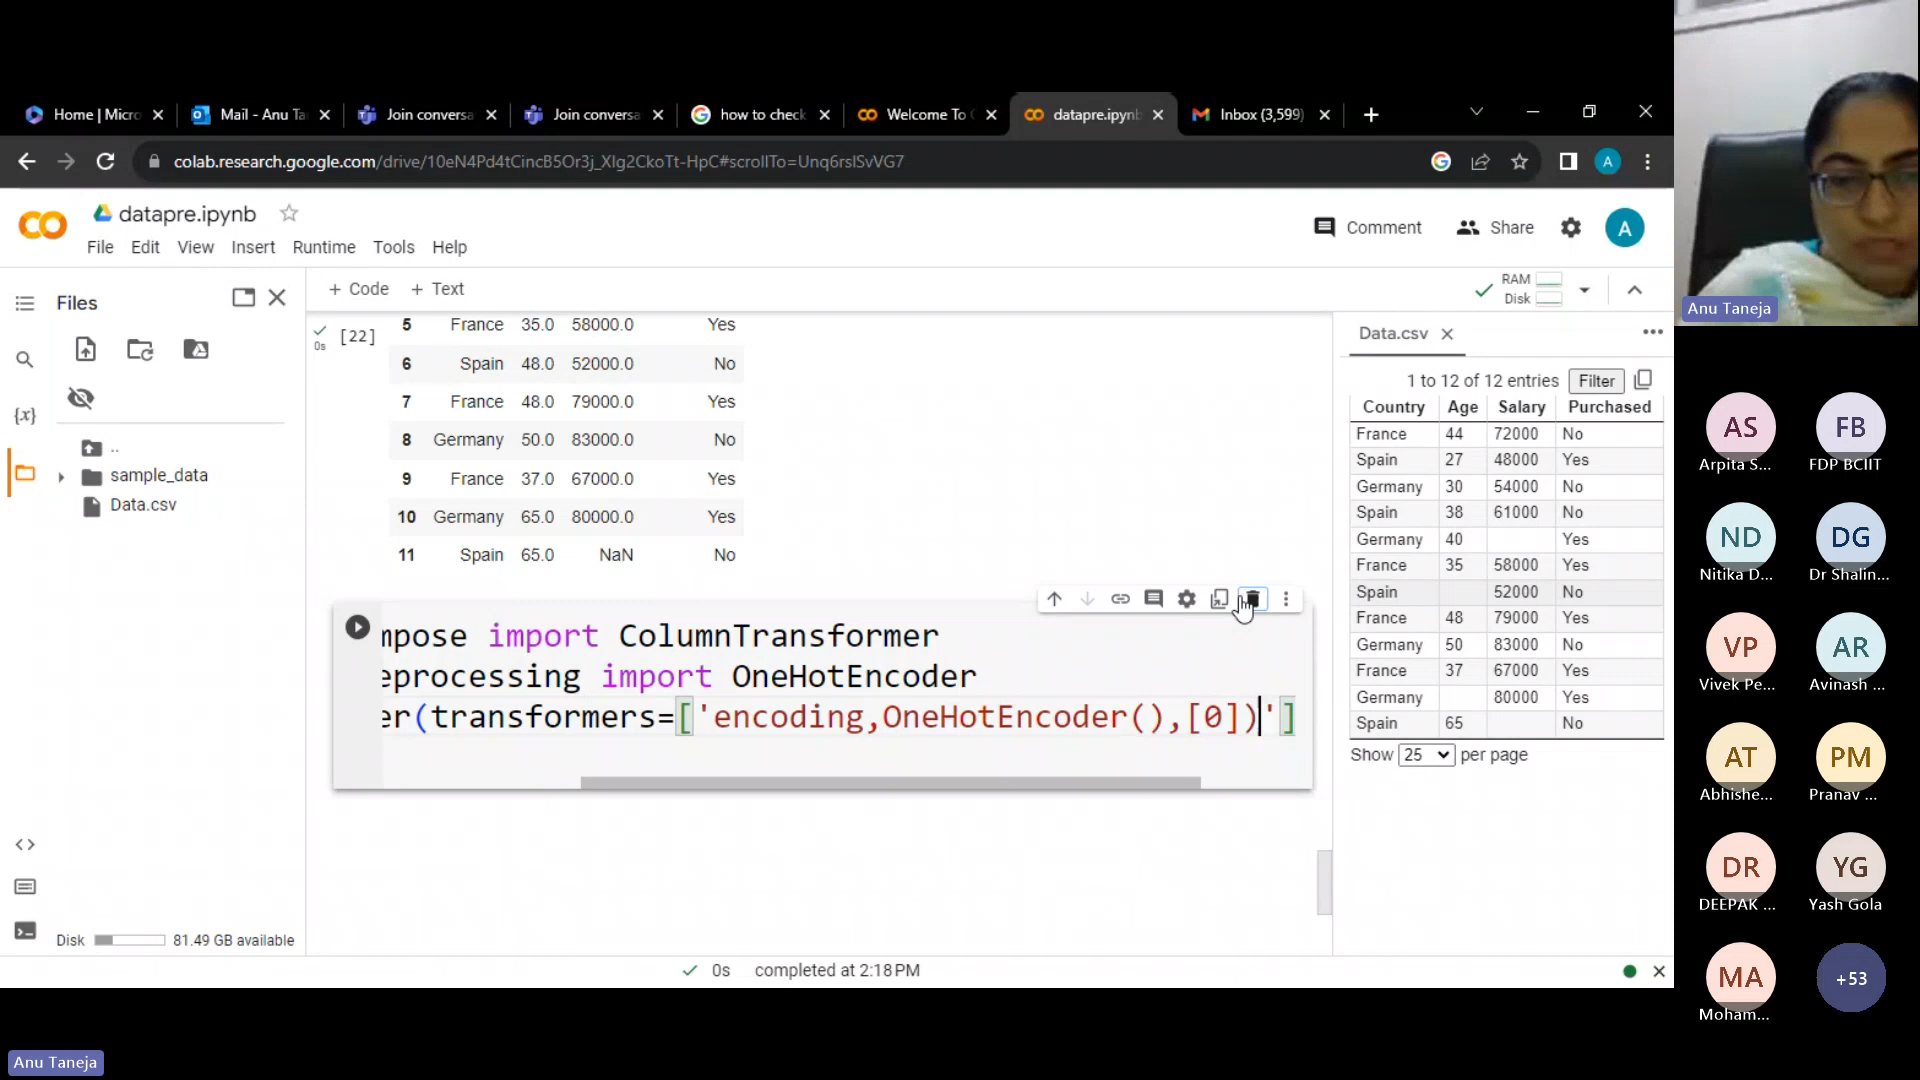 Home | Micro
Mail - Anu Ta
Join conversa
Join conversa
how to check
Welcome To C
datapre.ipynb
Inbox (3,599)
colab.research.google.com/drive/10eN4Pd4tCincB5Or3j_XIg2CkoTt-HpC#scrollTo=Unq6rslSvVG7
A
CO
datapre.ipynb
File Edit View Insert Runtime Tools Help
Comment
Share
A
Files
+ Code + Text
RAM
Disk
..
sample_data
Data.csv
{x}
Disk 81.49 GB available
[22]
0s
5 France 35.0 58000.0 Yes
6 Spain 48.0 52000.0 No
7 France 48.0 79000.0 Yes
8 Germany 50.0 83000.0 No
9 France 37.0 67000.0 Yes
10 Germany 65.0 80000.0 Yes
11 Spain 65.0 NaN No
mpose import ColumnTransformer
eprocessing import OneHotEncoder
er(transformers=['encoding,OneHotEncoder(),[0])']
Data.csv
1 to 12 of 12 entries Filter
Country Age Salary Purchased
France 44 72000 No
Spain 27 48000 Yes
Germany 30 54000 No
Spain 38 61000 No
Germany 40 Yes
France 35 58000 Yes
Spain 52000 No
France 48 79000 Yes
Germany 50 83000 No
France 37 67000 Yes
Germany 80000 Yes
Spain 65 No
Show 25 per page
0s completed at 2:18 PM
Anu Taneja
AS FB
Arpita S... FDP BCIIT
ND DG
Nitika D... Dr Shalin...
VP AR
Vivek Pe... Avinash ...
AT PM
Abhishe... Pranav ...
DR YG
DEEPAK ... Yash Gola
MA +53
Moham...
Anu Taneja